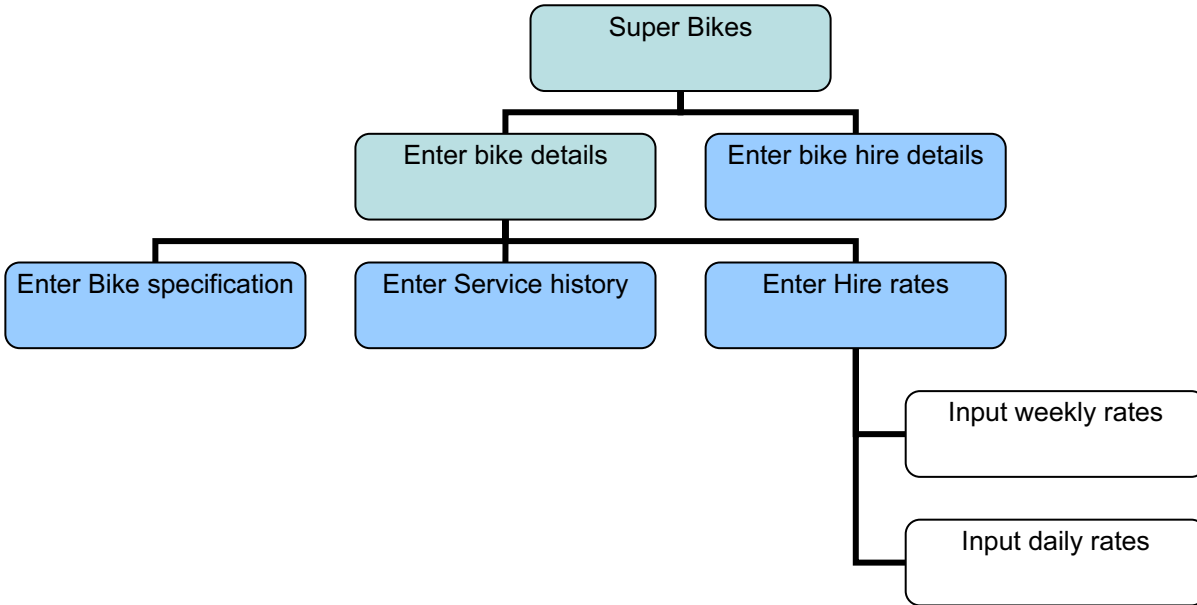 Super Bikes
Enter bike details
Enter bike hire details
Enter Bike specification
Enter Service history
Enter Hire rates
Input weekly rates
Input daily rates